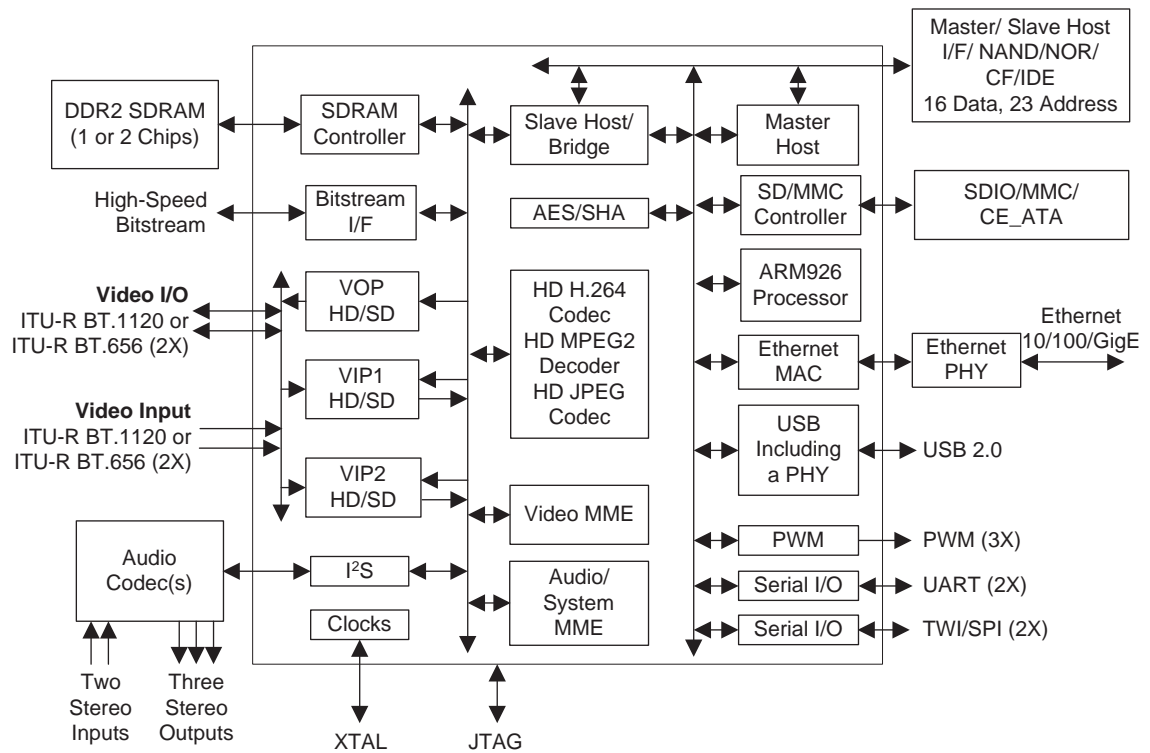 DDR2 SDRAM
(1 or 2 Chips)
SDRAM
Controller
High-Speed
Bitstream
Bitstream
I/F
Video I/O
ITU-R BT.1120 or
ITU-R BT.656 (2X)
VOP
HD/SD
VIP1
HD/SD
Video Input
ITU-R BT.1120 or
ITU-R BT.656 (2X)
VIP2
HD/SD
Audio
Codec(s)
I²S
Clocks
Two
Stereo
Inputs
Three
Stereo
Outputs
XTAL
JTAG
Slave Host/
Bridge
AES/SHA
HD H.264
Codec
HD MPEG2
Decoder
HD JPEG
Codec
Video MME
Audio/
System
MME
Master
Host
SD/MMC
Controller
ARM926
Processor
Ethernet
MAC
USB
Including
a PHY
PWM
Serial I/O
Serial I/O
Master/ Slave Host
I/F/ NAND/NOR/
CF/IDE
16 Data, 23 Address
SDIO/MMC/
CE_ATA
Ethernet
PHY
Ethernet
10/100/GigE
USB 2.0
PWM (3X)
UART (2X)
TWI/SPI (2X)